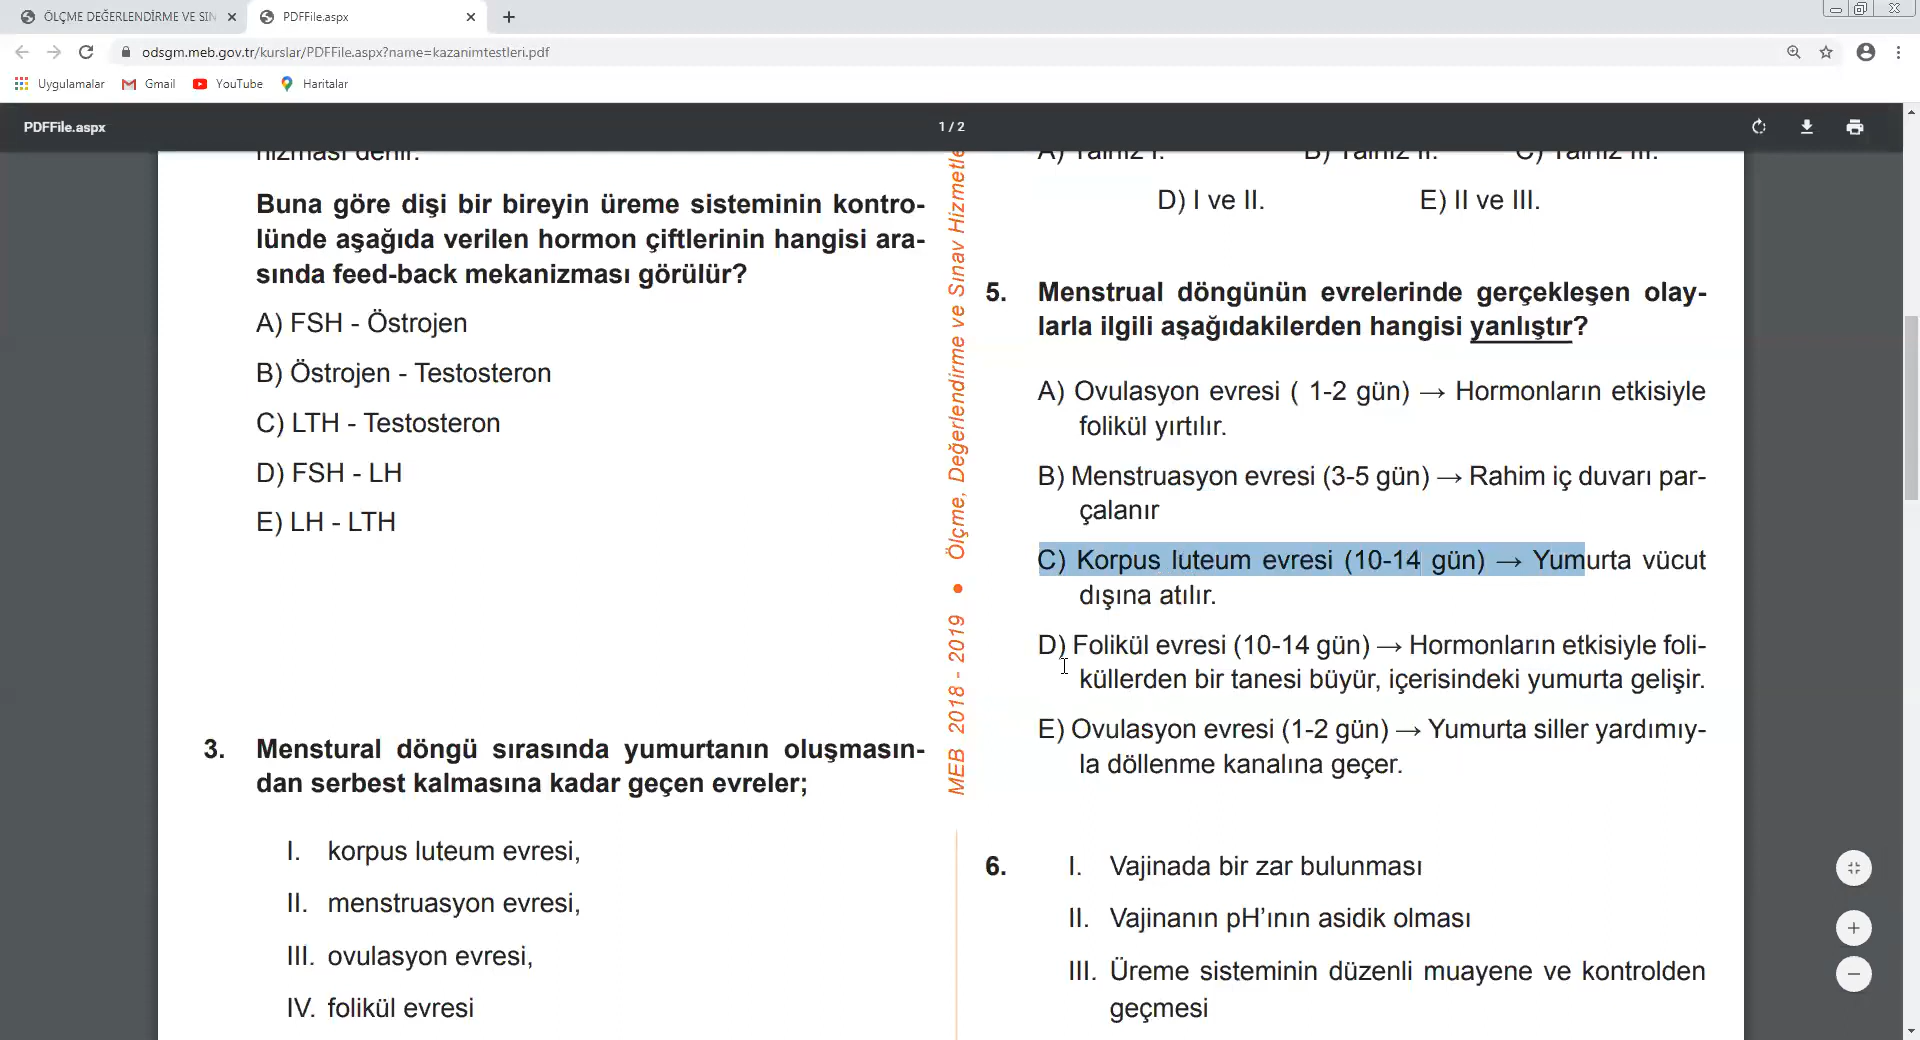 ÖLÇME DEĞERLENDİRME VE SIN
PDFFile.aspx
odsgm.meb.gov.tr/kurslar/PDFFile.aspx?name=kazanimtestleri.pdf
Uygulamalar
Gmail
YouTube
Haritalar
PDFFile.aspx
1 / 2
nizması denir.
Buna göre dişi bir bireyin üreme sisteminin kontro-
lünde aşağıda verilen hormon çiftlerinin hangisi ara-
sında feed-back mekanizması görülür?
A) FSH - Östrojen
B) Östrojen - Testosteron
C) LTH - Testosteron
D) FSH - LH
E) LH - LTH
3. Menstural döngü sırasında yumurtanın oluşmasın-
dan serbest kalmasına kadar geçen evreler;
I. korpus luteum evresi,
II. menstruasyon evresi,
III. ovulasyon evresi,
IV. folikül evresi
MEB 2018 - 2019 ● Ölçme, Değerlendirme ve Sınav Hizmetle
A) Yalnız I. B) Yalnız II. C) Yalnız III.
D) I ve II. E) II ve III.
5. Menstrual döngünün evrelerinde gerçekleşen olay-
larla ilgili aşağıdakilerden hangisi yanlıştır?
A) Ovulasyon evresi ( 1-2 gün) → Hormonların etkisiyle
folikül yırtılır.
B) Menstruasyon evresi (3-5 gün) → Rahim iç duvarı par-
çalanır
C) Korpus luteum evresi (10-14 gün) → Yumurta vücut
dışına atılır.
D) Folikül evresi (10-14 gün) → Hormonların etkisiyle foli-
küllerden bir tanesi büyür, içerisindeki yumurta gelişir.
E) Ovulasyon evresi (1-2 gün) → Yumurta siller yardımıy-
la döllenme kanalına geçer.
6. I. Vajinada bir zar bulunması
II. Vajinanın pH’ının asidik olması
III. Üreme sisteminin düzenli muayene ve kontrolden
geçmesi